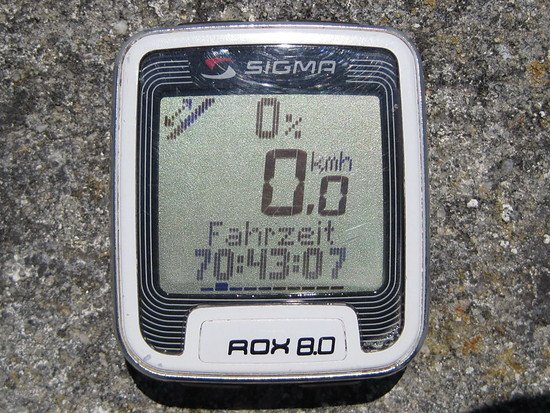 SIGMA
0%
0,0 kmh
Fahrzeit
70:43:07
ROX 8.0